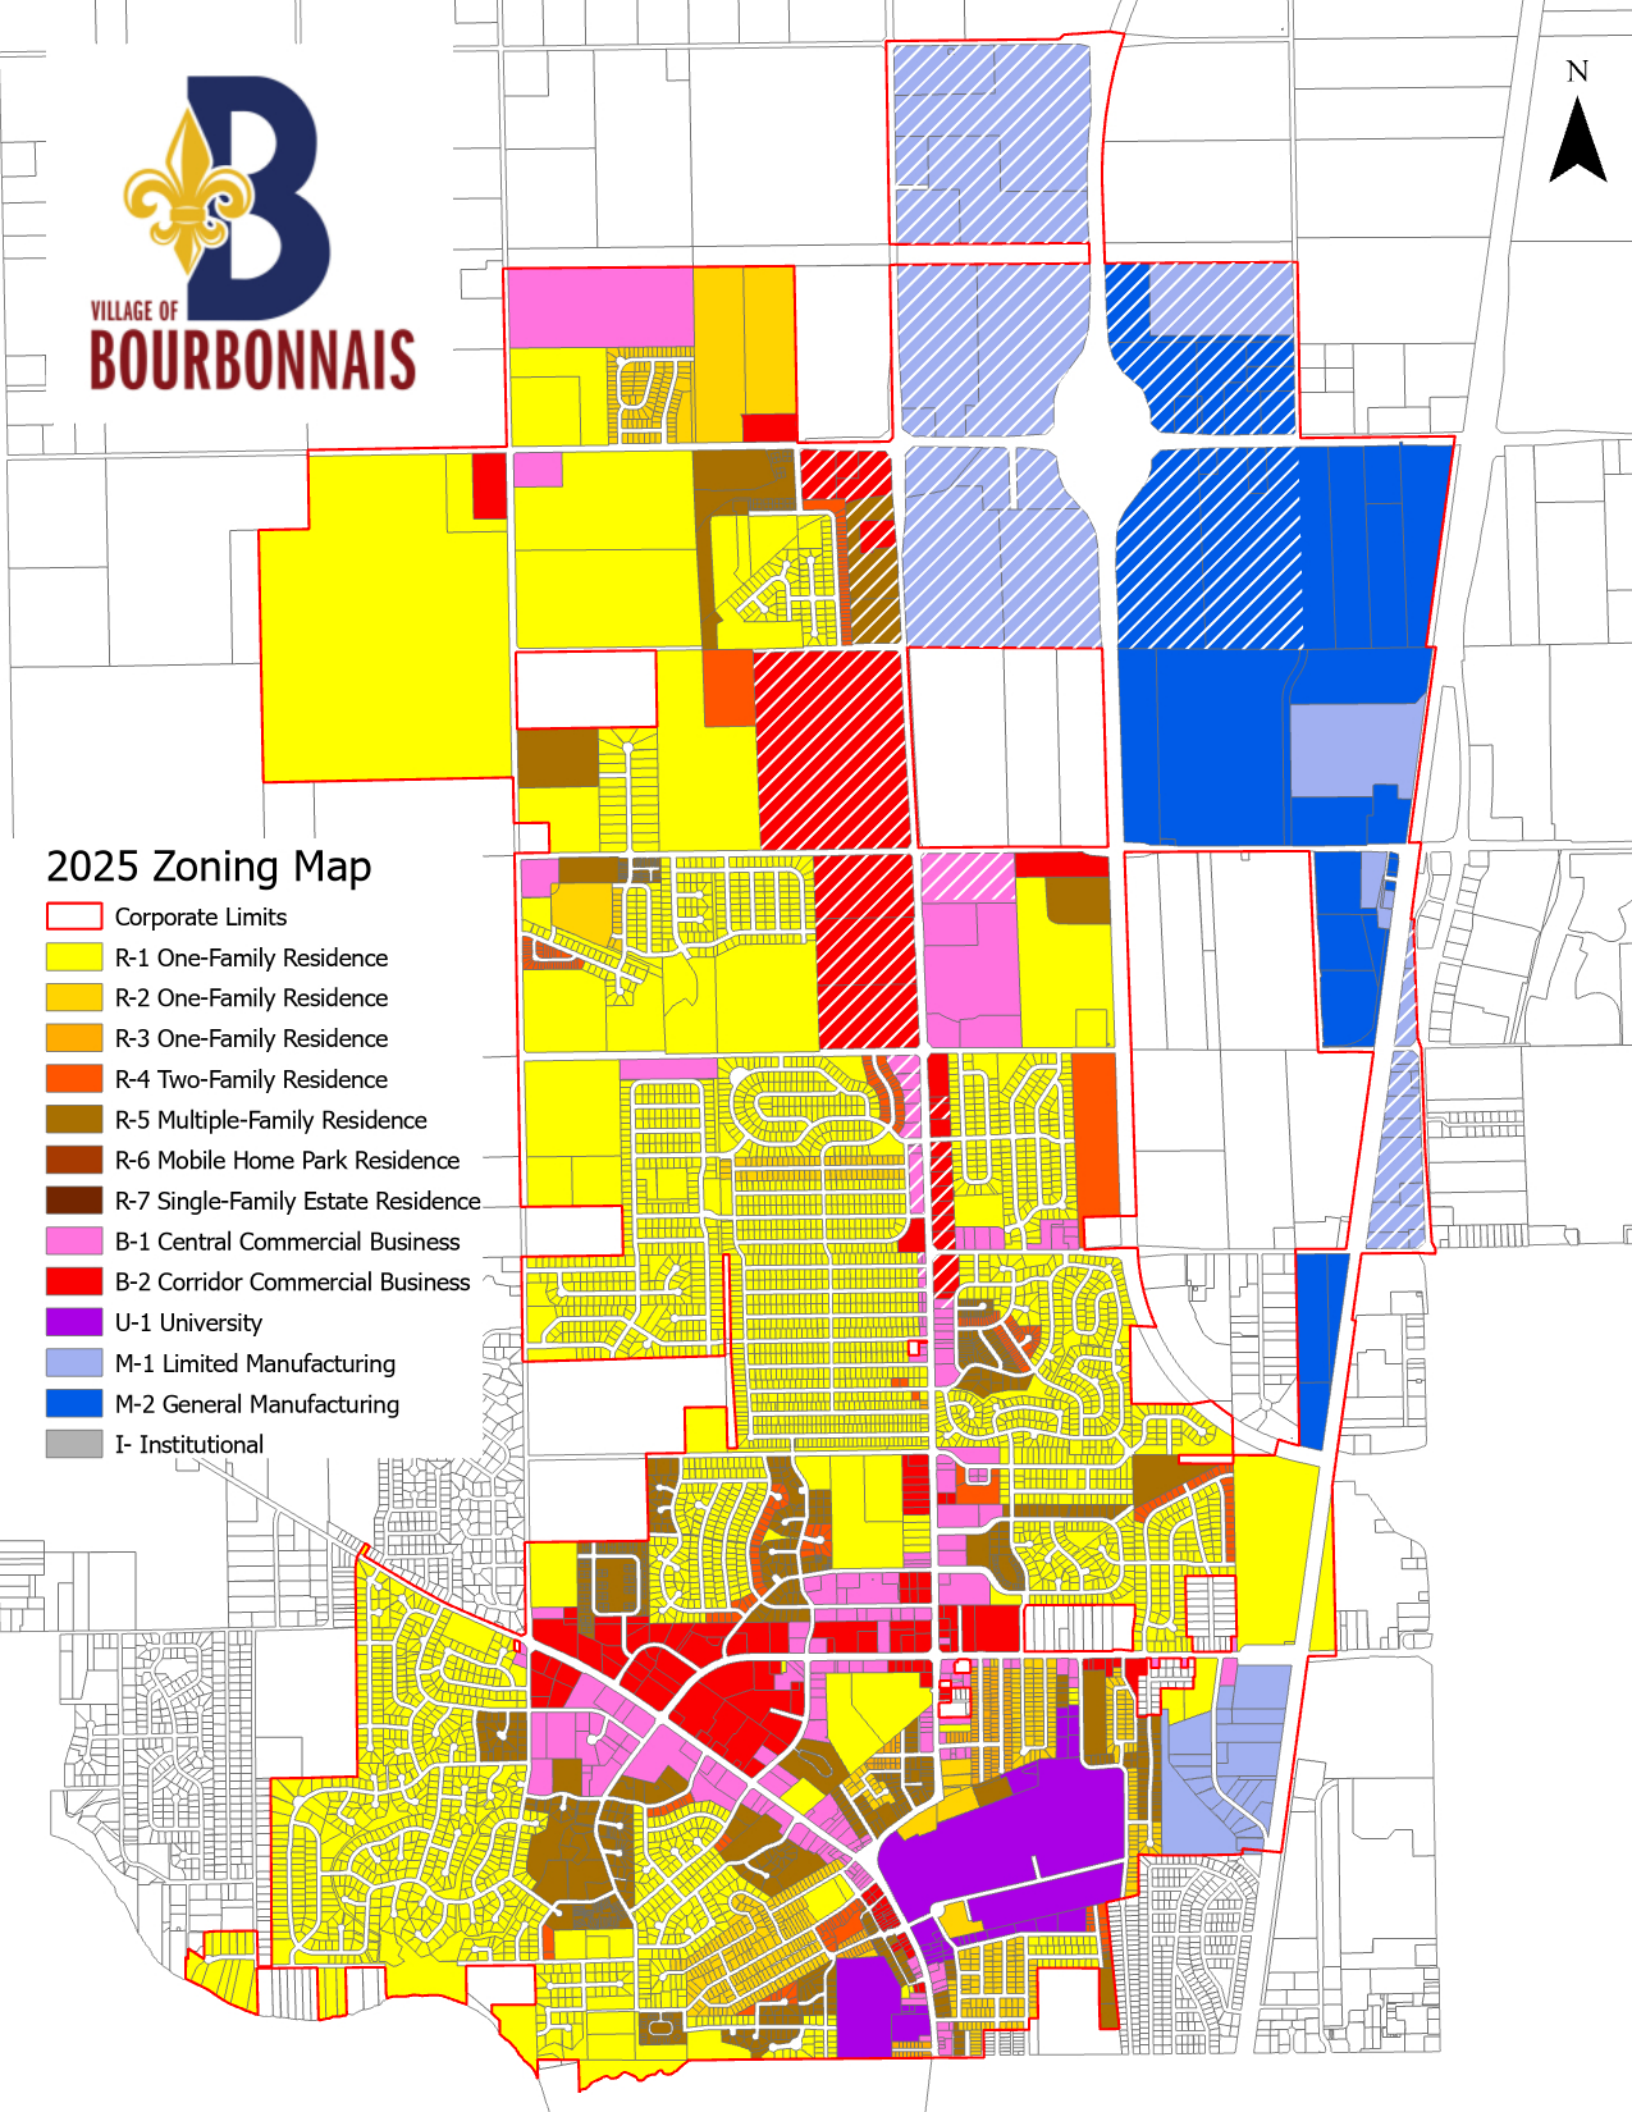 N
VILLAGE OF
BOURBONNAIS
2025 Zoning Map
Corporate Limits
R-1 One-Family Residence
R-2 One-Family Residence
R-3 One-Family Residence
R-4 Two-Family Residence
R-5 Multiple-Family Residence
R-6 Mobile Home Park Residence
R-7 Single-Family Estate Residence
B-1 Central Commercial Business
B-2 Corridor Commercial Business
U-1 University
M-1 Limited Manufacturing
M-2 General Manufacturing
I- Institutional